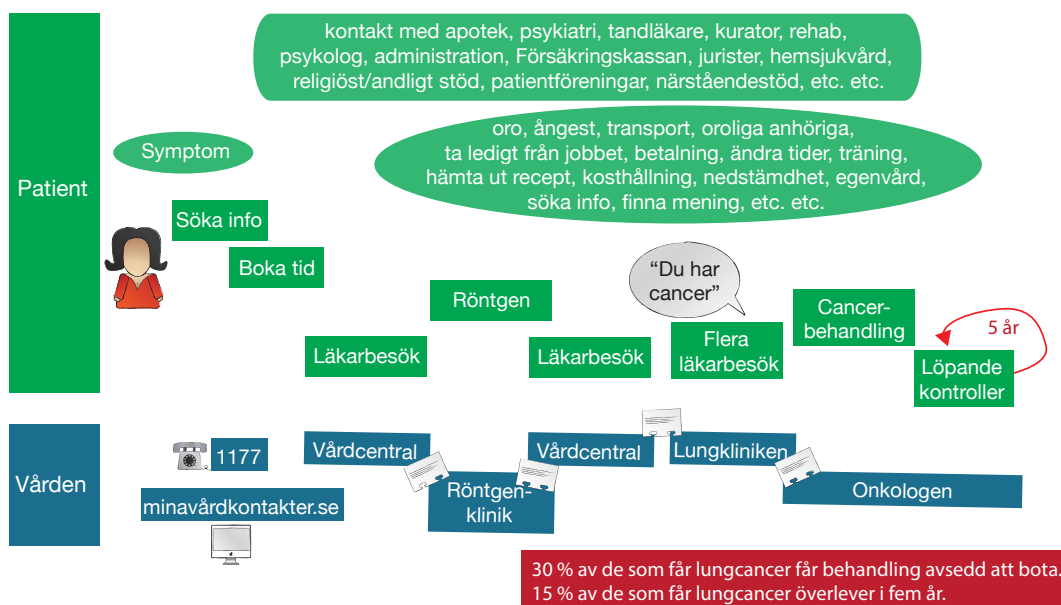 kontakt med apotek, psykiatri, tandläkare, kurator, rehab,
psykolog, administration, Försäkringskassan, jurister, hemsjukvård,
religiöst/andligt stöd, patientföreningar, närståendestöd, etc. etc.
oro, ångest, transport, oroliga anhöriga,
ta ledigt från jobbet, betalning, ändra tider, träning,
hämta ut recept, kosthållning, nedstämdhet, egenvård,
söka info, finna mening, etc. etc.
Symptom
Patient
Söka info
Boka tid
"Du har
cancer"
Röntgen
Cancer-
behandling
5 år
Läkarbesök
Läkarbesök
Flera
läkarbesök
Löpande
kontroller
Vården
1177
minavårdkontakter.se
Vårdcentral
Röntgen-
klinik
Vårdcentral
Lungkliniken
Onkologen
30 % av de som får lungcancer får behandling avsedd att bota.
15 % av de som får lungcancer överlever i fem år.